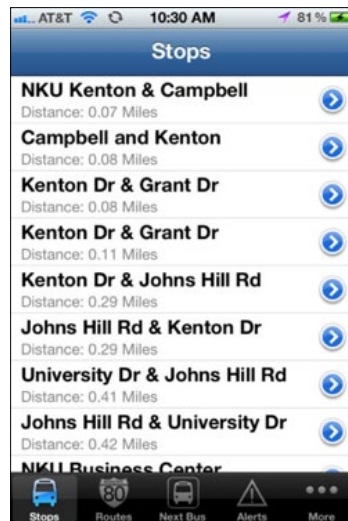 AT&T 10:30 AM 81%
Stops
NKU Kenton & Campbell
Distance: 0.07 Miles
Campbell and Kenton
Distance: 0.08 Miles
Kenton Dr & Grant Dr
Distance: 0.08 Miles
Kenton Dr & Grant Dr
Distance: 0.11 Miles
Kenton Dr & Johns Hill Rd
Distance: 0.29 Miles
Johns Hill Rd & Kenton Dr
Distance: 0.29 Miles
University Dr & Johns Hill Rd
Distance: 0.41 Miles
Johns Hill Rd & University Dr
Distance: 0.42 Miles
NKU Business Center
80
Stops Routes Next Bus Alerts More